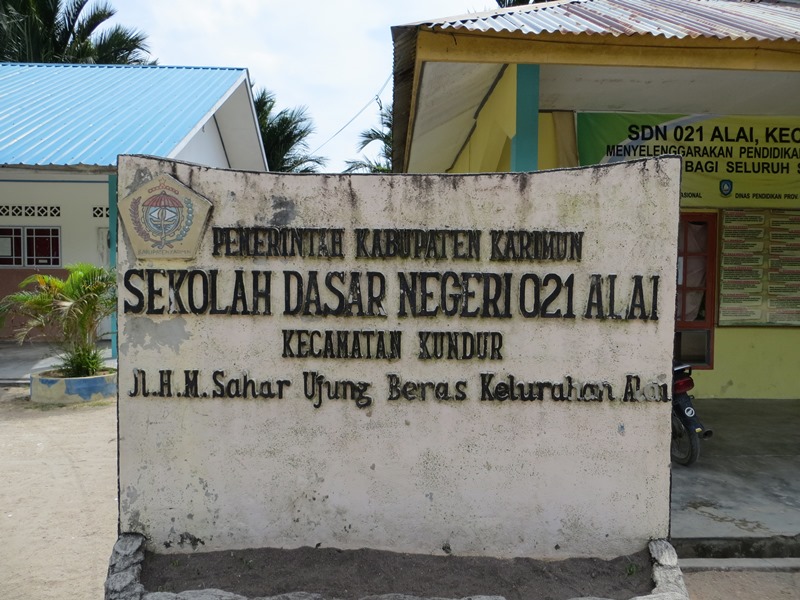 PEMERINTAH KABUPATEN KARIMUN
SEKOLAH DASAR NEGERI 021 ALAI
KECAMATAN KUNDUR
Jl.H.M.Sahar Ujung Beras Kelurahan Alai
SDN 021 ALAI, KEC
MENYELENGGARAKAN PENDIDIKAN
BAGI SELURUH S
DINAS PENDIDIKAN PROV.